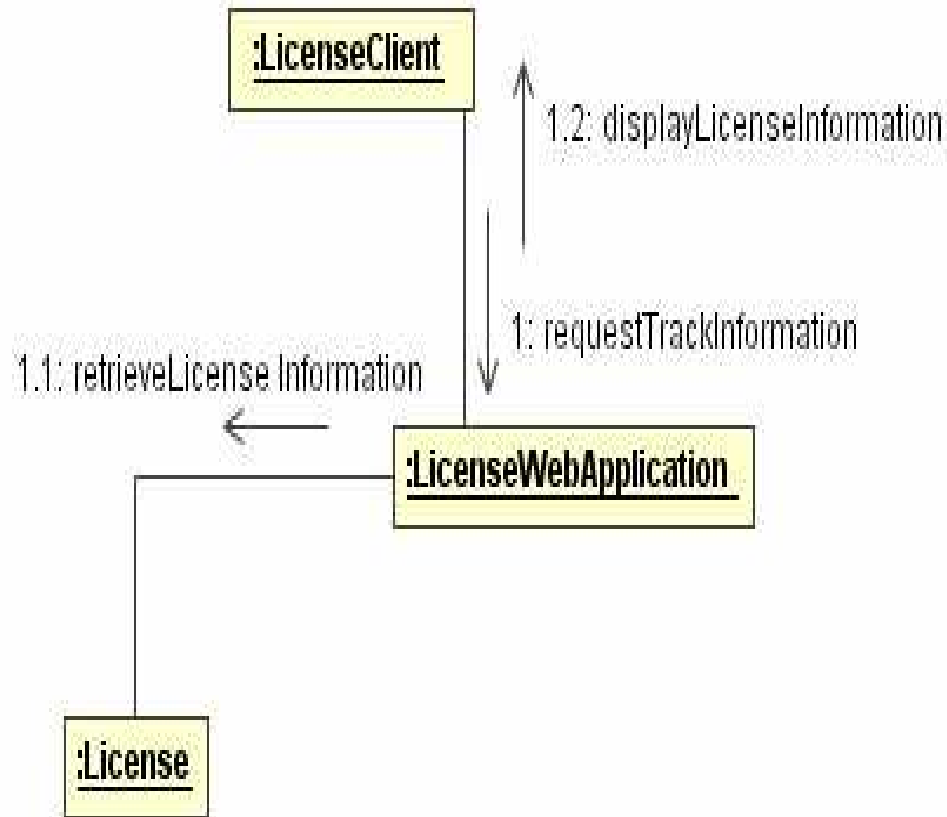 :LicenseClient
1.2: displayLicenseInformation
1: requestTrackInformation
1.1: retrieveLicense Information
:LicenseWebApplication
:License